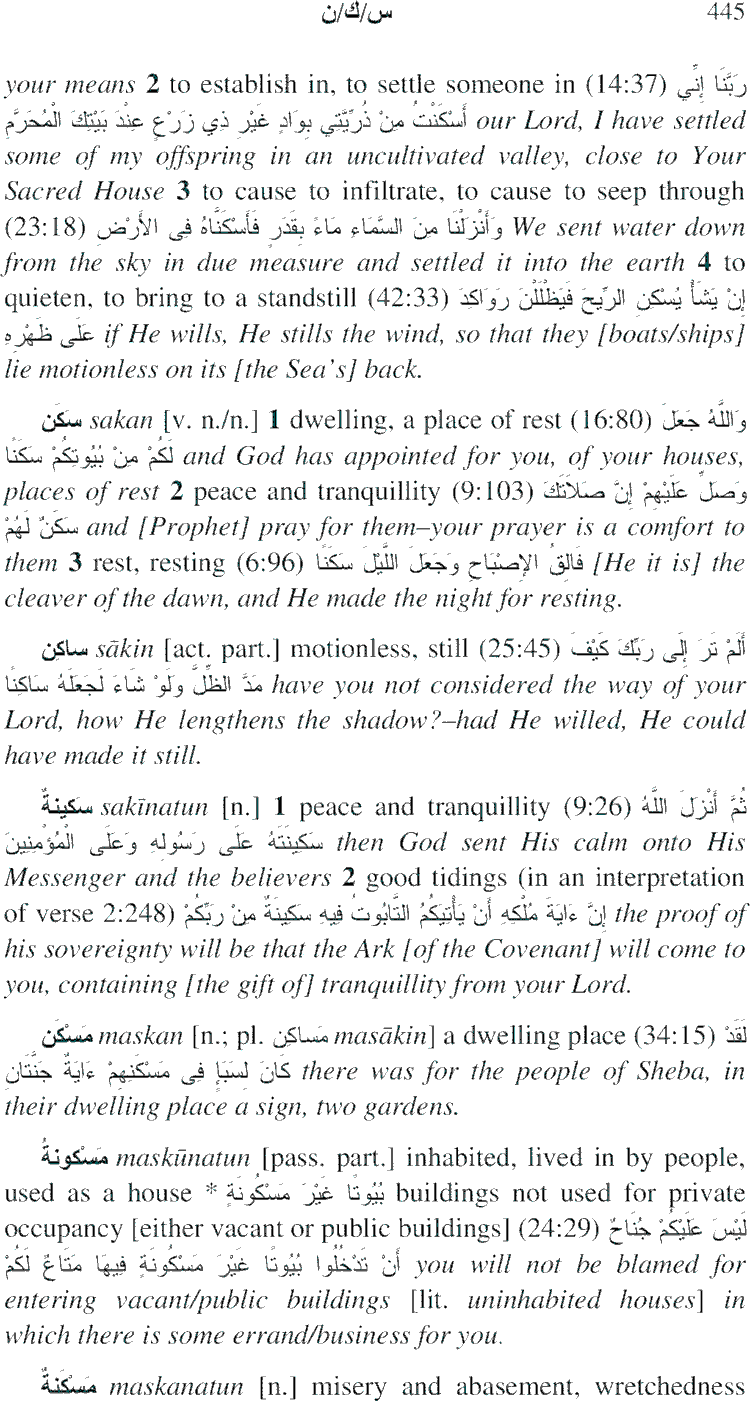 س/ك/ن 445
your means 2 to establish in, to settle someone in (14:37) رَبَّنَا إِنِّي
أَسْكَنْتُ مِنْ ذُرِّيَّتِي بِوَادٍ غَيْرِ ذِي زَرْعٍ عِنْدَ بَيْتِكَ الْمُحَرَّمِ our Lord, I have settled
some of my offspring in an uncultivated valley, close to Your
Sacred House 3 to cause to infiltrate, to cause to seep through
(23:18) وَأَنْزَلْنَا مِنَ السَّمَاءِ مَاءً بِقَدَرٍ فَأَسْكَنَّاهُ فِى الأَرْضِ We sent water down
from the sky in due measure and settled it into the earth 4 to
quieten, to bring to a standstill (42:33) إِنْ يَشَأْ يُسْكِنِ الرِّيحَ فَيَظْلَلْنَ رَوَاكِدَ
عَلَى ظَهْرِهِ if He wills, He stills the wind, so that they [boats/ships]
lie motionless on its [the Sea's] back.
سَكَن sakan [v. n./n.] 1 dwelling, a place of rest (16:80) وَاللَّهُ جَعَلَ
لَكُمْ مِنْ بُيُوتِكُمْ سَكَنًا and God has appointed for you, of your houses,
places of rest 2 peace and tranquillity (9:103) وَصَلِّ عَلَيْهِمْ إِنَّ صَلاَتَكَ
سَكَنٌ لَهُمْ and [Prophet] pray for them–your prayer is a comfort to
them 3 rest, resting (6:96) فَالِقُ الإِصْبَاحِ وَجَعَلَ اللَّيْلَ سَكَنًا [He it is] the
cleaver of the dawn, and He made the night for resting.
ساكِن sākin [act. part.] motionless, still (25:45) أَلَمْ تَرَ إِلَى رَبِّكَ كَيْفَ
مَدَّ الظِّلَّ وَلَوْ شَاءَ لَجَعَلَهُ سَاكِنًا have you not considered the way of your
Lord, how He lengthens the shadow?–had He willed, He could
have made it still.
سَكِينةٌ sakīnatun [n.] 1 peace and tranquillity (9:26) ثُمَّ أَنْزَلَ اللَّهُ
سَكِينَتَهُ عَلَى رَسُولِهِ وَعَلَى الْمُؤْمِنِينَ then God sent His calm onto His
Messenger and the believers 2 good tidings (in an interpretation
of verse 2:248) إِنَّ ءَايَةَ مُلْكِهِ أَنْ يَأْتِيَكُمُ التَّابُوتُ فِيهِ سَكِينَةٌ مِنْ رَبِّكُمْ the proof of
his sovereignty will be that the Ark [of the Covenant] will come to
you, containing [the gift of] tranquillity from your Lord.
مَسْكَن maskan [n.; pl. مَساكِن masākin] a dwelling place (34:15) لَقَدْ
كَانَ لِسَبَإٍ فِى مَسْكَنِهِمْ ءَايَةٌ جَنَّتَانِ there was for the people of Sheba, in
their dwelling place a sign, two gardens.
مَسْكونةُ maskūnatun [pass. part.] inhabited, lived in by people,
used as a house * بُيُوتًا غَيْرَ مَسْكُونَةٍ buildings not used for private
occupancy [either vacant or public buildings] (24:29) لَيْسَ عَلَيْكُمْ جُنَاحٌ
أَنْ تَدْخُلُوا بُيُوتًا غَيْرَ مَسْكُونَةٍ فِيهَا مَتَاعٌ لَكُمْ you will not be blamed for
entering vacant/public buildings [lit. uninhabited houses] in
which there is some errand/business for you.
مَسْكَنةٌ maskanatun [n.] misery and abasement, wretchedness